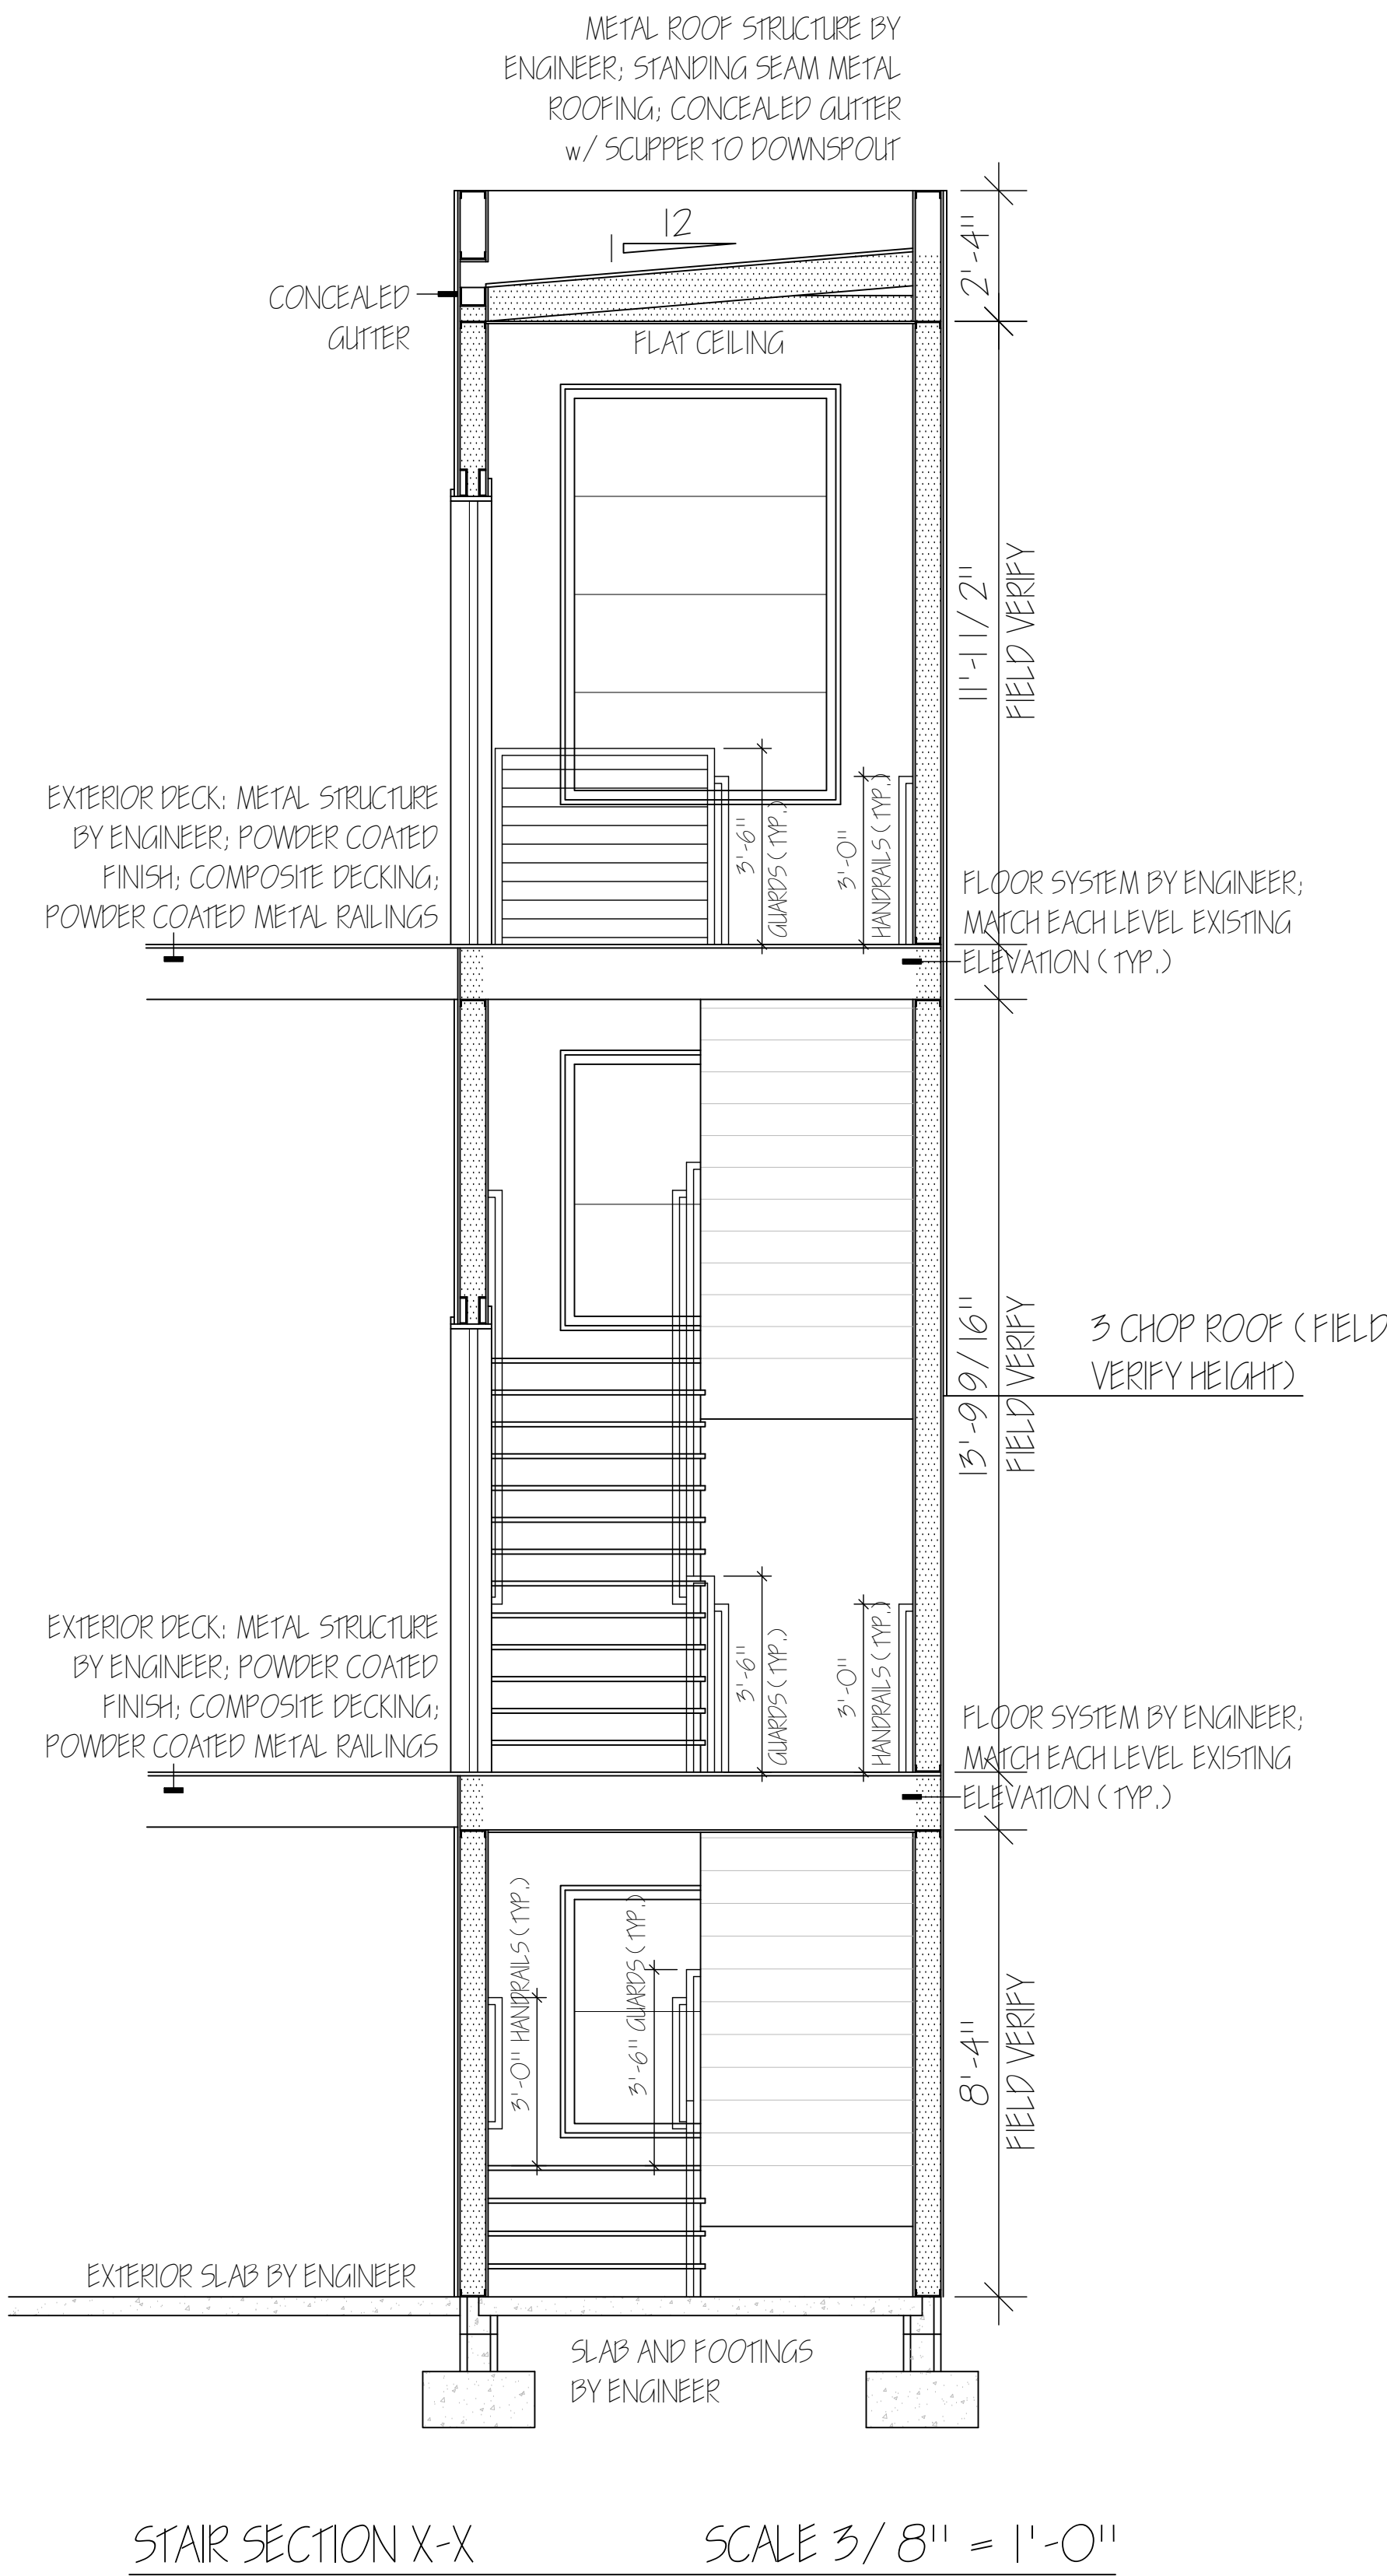 METAL ROOF STRUCTURE BY
ENGINEER; STANDING SEAM METAL
ROOFING; CONCEALED GUTTER
w/ SCUPPER TO DOWNSPOUT
12
1
2'-4"
CONCEALED
GUTTER
FLAT CEILING
11'-1 1/2"
FIELD VERIFY
EXTERIOR DECK: METAL STRUCTURE
BY ENGINEER; POWDER COATED
FINISH; COMPOSITE DECKING;
POWDER COATED METAL RAILINGS
3'-6"
GUARDS (TYP.)
3'-0"
HANDRAILS (TYP.)
FLOOR SYSTEM BY ENGINEER;
MATCH EACH LEVEL EXISTING
ELEVATION (TYP.)
13'-9 9/16"
FIELD VERIFY
3 CHOP ROOF (FIELD
VERIFY HEIGHT)
EXTERIOR DECK: METAL STRUCTURE
BY ENGINEER; POWDER COATED
FINISH; COMPOSITE DECKING;
POWDER COATED METAL RAILINGS
3'-6"
GUARDS (TYP.)
3'-0"
HANDRAILS (TYP.)
FLOOR SYSTEM BY ENGINEER;
MATCH EACH LEVEL EXISTING
ELEVATION (TYP.)
3'-0" HANDRAILS (TYP.)
3'-6" GUARDS (TYP.)
8'-4"
FIELD VERIFY
EXTERIOR SLAB BY ENGINEER
SLAB AND FOOTINGS
BY ENGINEER
STAIR SECTION X-X
SCALE 3/8" = 1'-0"